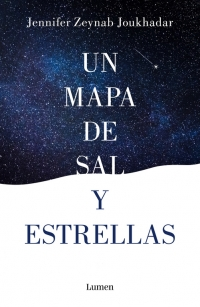 Jennifer Zeynab Joukhadar
UN
MAPA
DE
SAL
Y
ESTRELLAS
Lumen